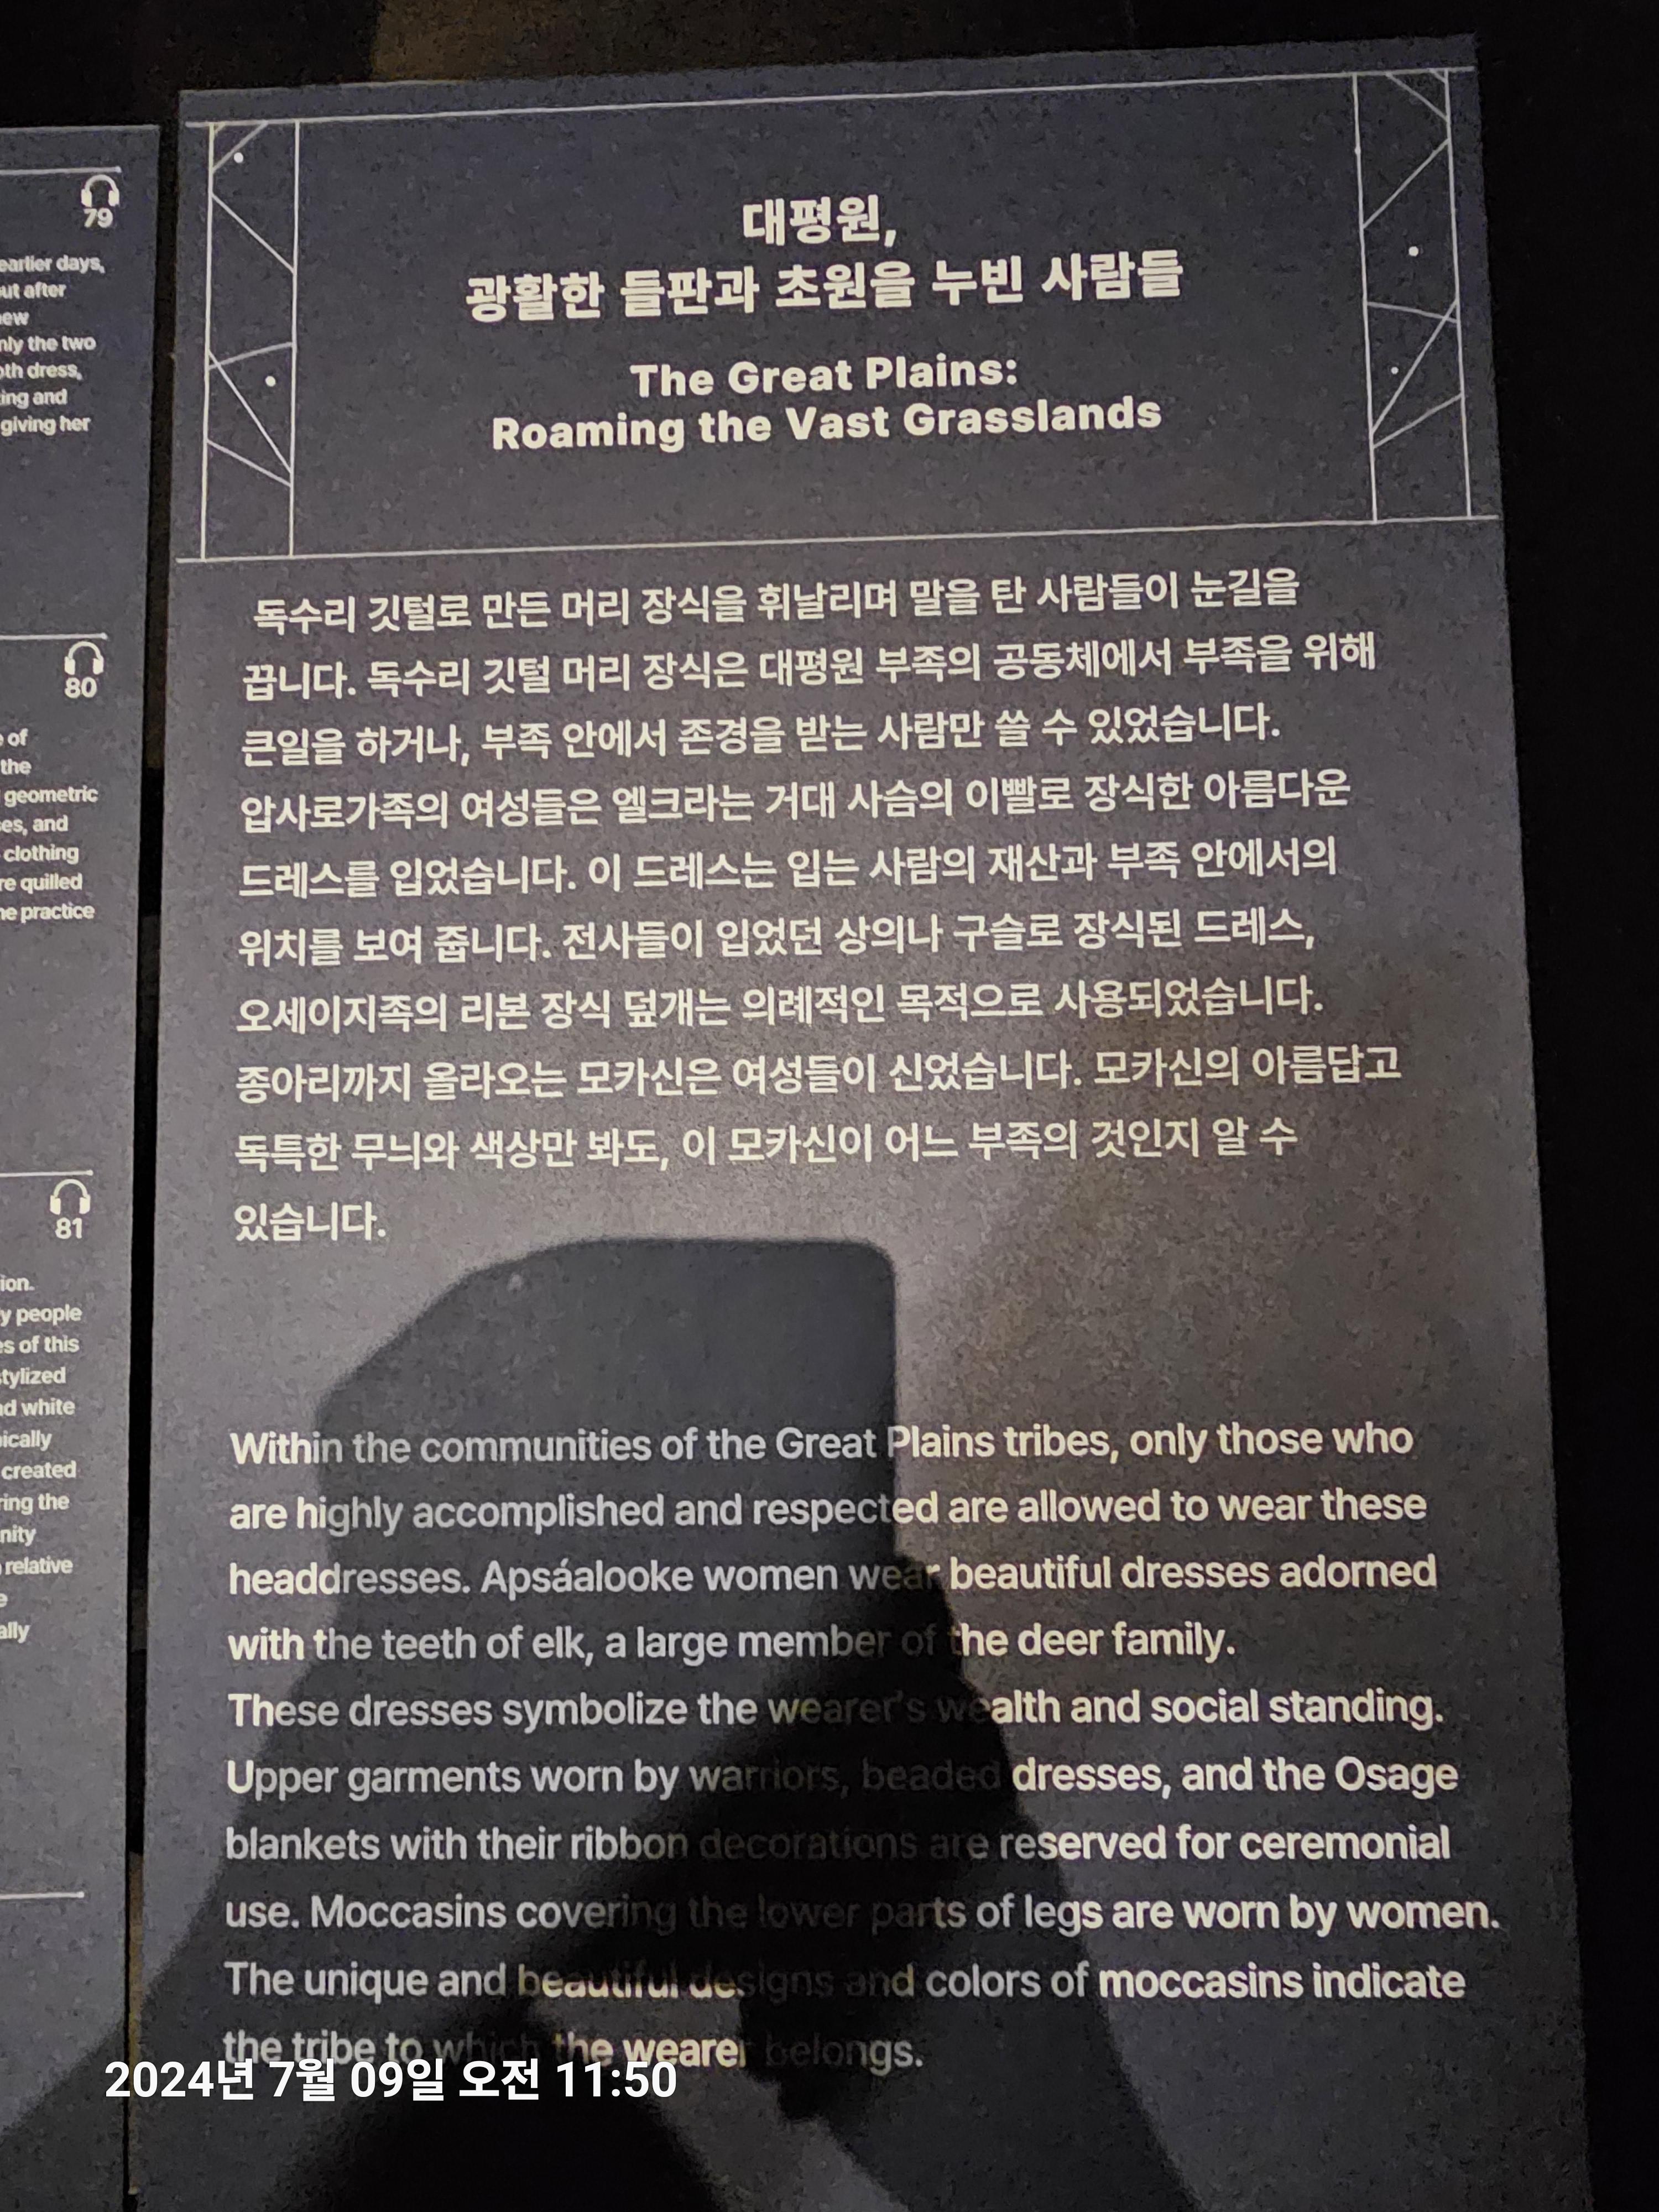 79
earlier days,
ut after
ew
nly the two
oth dress,
ing and
giving her
80
of
the
geometric
es, and
clothing
re quilled
ne practice
81
ion.
y people
es of this
stylized
nd white
ically
created
ring the
nity
relative
e
ally
대평원,
광활한 들판과 초원을 누빈 사람들
The Great Plains:
Roaming the Vast Grasslands
독수리 깃털로 만든 머리 장식을 휘날리며 말을 탄 사람들이 눈길을
끕니다. 독수리 깃털 머리 장식은 대평원 부족의 공동체에서 부족을 위해
큰일을 하거나, 부족 안에서 존경을 받는 사람만 쓸 수 있었습니다.
압사로가족의 여성들은 엘크라는 거대 사슴의 이빨로 장식한 아름다운
드레스를 입었습니다. 이 드레스는 입는 사람의 재산과 부족 안에서의
위치를 보여 줍니다. 전사들이 입었던 상의나 구슬로 장식된 드레스,
오세이지족의 리본 장식 덮개는 의례적인 목적으로 사용되었습니다.
종아리까지 올라오는 모카신은 여성들이 신었습니다. 모카신의 아름답고
독특한 무늬와 색상만 봐도, 이 모카신이 어느 부족의 것인지 알 수
있습니다.
Within the communities of the Great Plains tribes, only those who
are highly accomplished and respected are allowed to wear these
headdresses. Apsáalooke women wear beautiful dresses adorned
with the teeth of elk, a large member of the deer family.
These dresses symbolize the wearer's wealth and social standing.
Upper garments worn by warriors, beaded dresses, and the Osage
blankets with their ribbon decorations are reserved for ceremonial
use. Moccasins covering the lower parts of legs are worn by women.
The unique and beautiful designs and colors of moccasins indicate
the tribe to which the wearer belongs.
2024년 7월 09일 오전 11:50